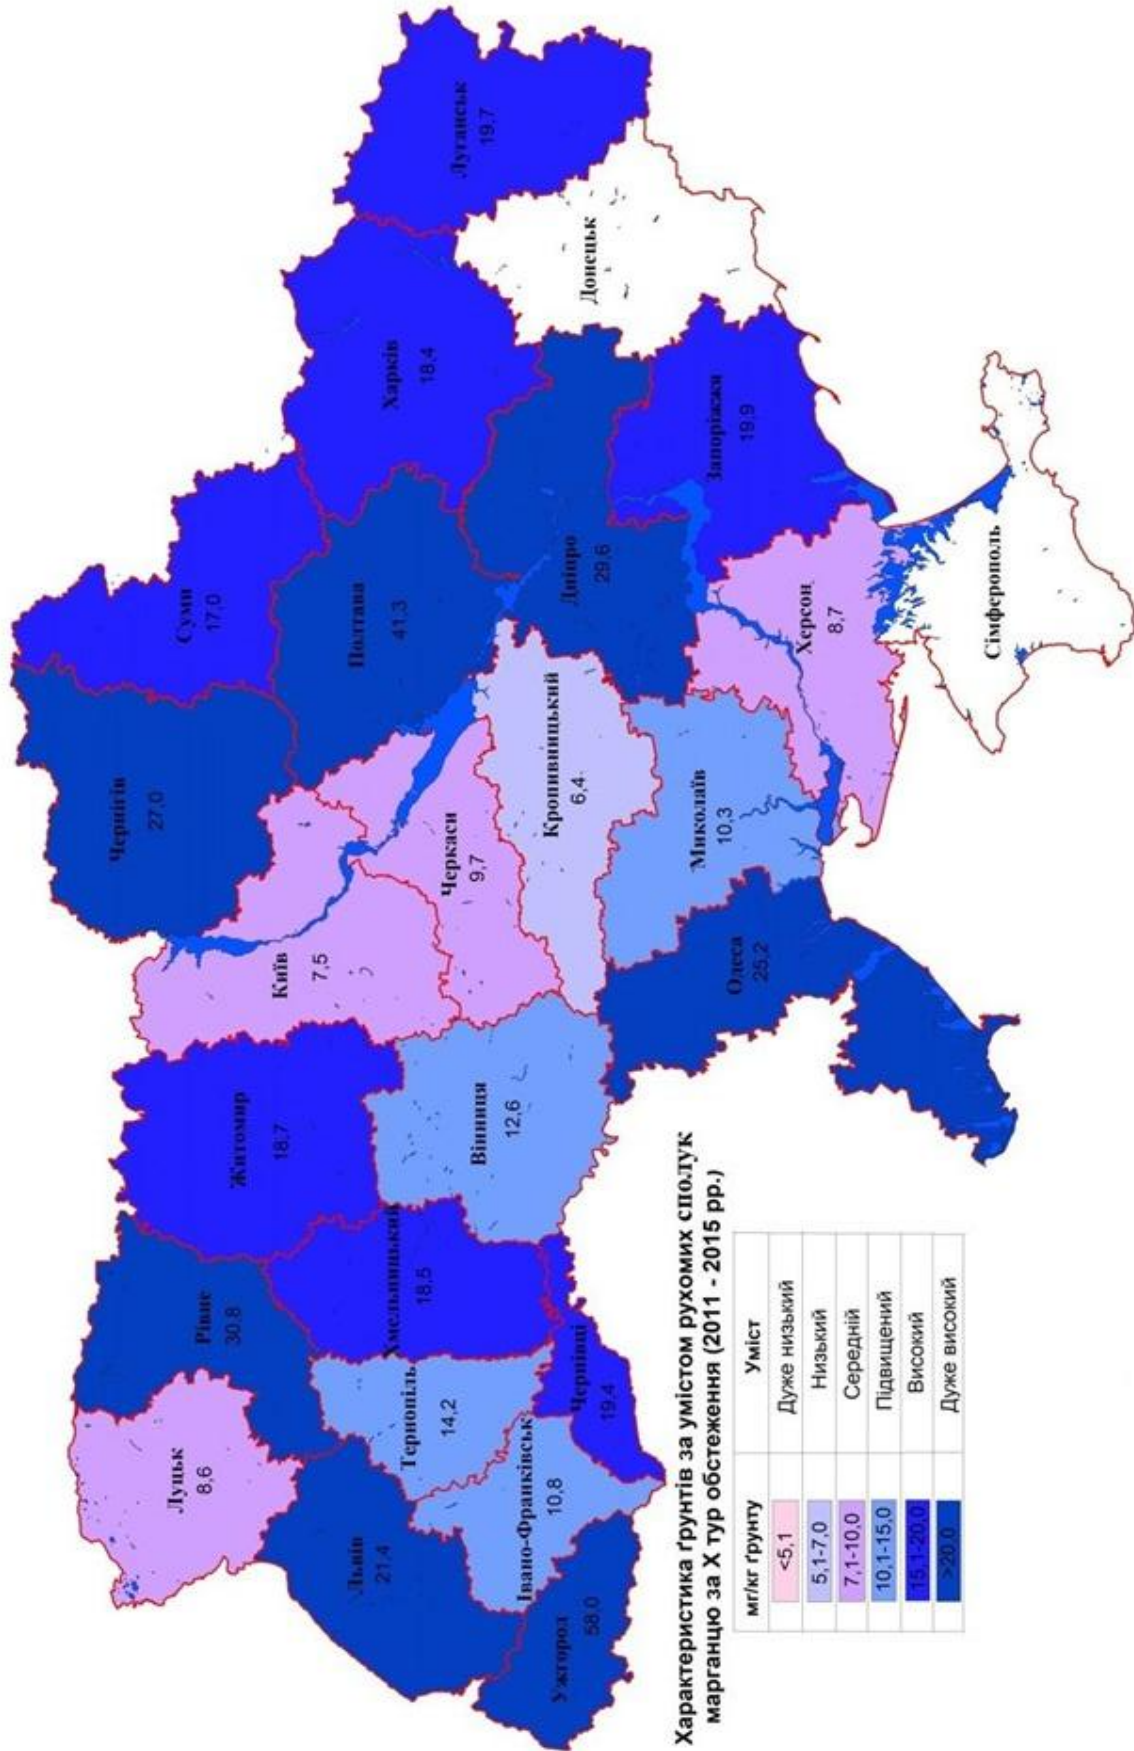 Луцьк
8,6
Рівне
30,8
Житомир
18,7
Київ
7,5
Чернігів
27,0
Суми
17,0
Львів
21,4
Тернопіль
14,2
Хмельницький
18,5
Вінниця
12,6
Черкаси
9,7
Полтава
41,3
Харків
18,4
Луганськ
19,7
Ужгород
58,0
Івано-Франківськ
10,8
Чернівці
19,4
Кропивницький
6,4
Дніпро
29,6
Донецьк
Одеса
25,2
Миколаїв
10,3
Херсон
8,7
Запоріжжя
19,9
Сімферополь
Характеристика ґрунтів за умістом рухомих сполук
марганцю за X тур обстеження (2011 - 2015 рр.)
мг/кг ґрунту Уміст
<5,1 Дуже низький
5,1-7,0 Низький
7,1-10,0 Середній
10,1-15,0 Підвищений
15,1-20,0 Високий
>20,0 Дуже високий